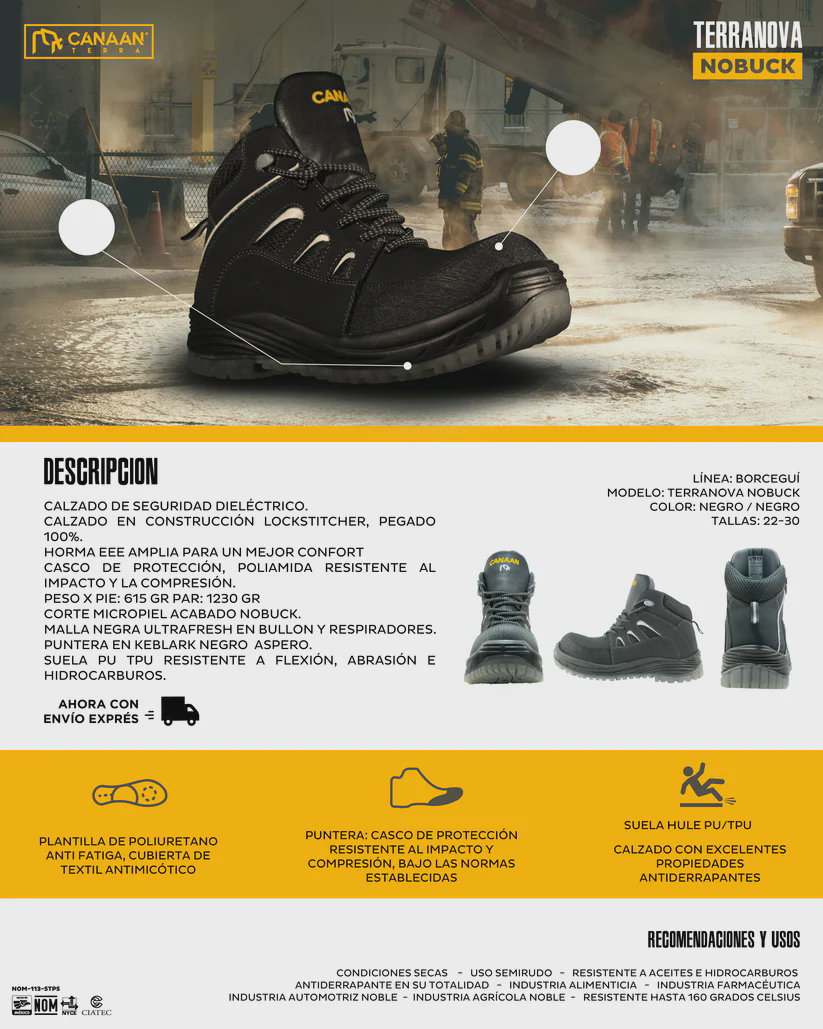 CANAAN®
TERRA
TERRANOVA
NOBUCK
CANA
DESCRIPCION
CALZADO DE SEGURIDAD DIELÉCTRICO.
CALZADO EN CONSTRUCCIÓN LOCKSTITCHER, PEGADO
100%.
HORMA EEE AMPLIA PARA UN MEJOR CONFORT
CASCO DE PROTECCIÓN, POLIAMIDA RESISTENTE AL
IMPACTO Y LA COMPRESIÓN.
PESO X PIE: 615 GR PAR: 1230 GR
CORTE MICROPIEL ACABADO NOBUCK.
MALLA NEGRA ULTRAFRESH EN BULLON Y RESPIRADORES.
PUNTERA EN KEBLARK NEGRO ASPERO.
SUELA PU TPU RESISTENTE A FLEXIÓN, ABRASIÓN E
HIDROCARBUROS.
LÍNEA: BORCEGUÍ
MODELO: TERRANOVA NOBUCK
COLOR: NEGRO / NEGRO
TALLAS: 22-30
CANAAN
AHORA CON
ENVÍO EXPRÉS
PLANTILLA DE POLIURETANO
ANTI FATIGA, CUBIERTA DE
TEXTIL ANTIMICÓTICO
PUNTERA: CASCO DE PROTECCIÓN
RESISTENTE AL IMPACTO Y
COMPRESIÓN, BAJO LAS NORMAS
ESTABLECIDAS
SUELA HULE PU/TPU
CALZADO CON EXCELENTES
PROPIEDADES
ANTIDERRAPANTES
RECOMENDACIONES Y USOS
CONDICIONES SECAS - USO SEMIRUDO - RESISTENTE A ACEITES E HIDROCARBUROS
ANTIDERRAPANTE EN SU TOTALIDAD - INDUSTRIA ALIMENTICIA - INDUSTRIA FARMACÉUTICA
INDUSTRIA AUTOMOTRIZ NOBLE - INDUSTRIA AGRÍCOLA NOBLE - RESISTENTE HASTA 160 GRADOS CELSIUS
NOM-113-STPS
MÉXICO
NOM
NYCE
CIATEC